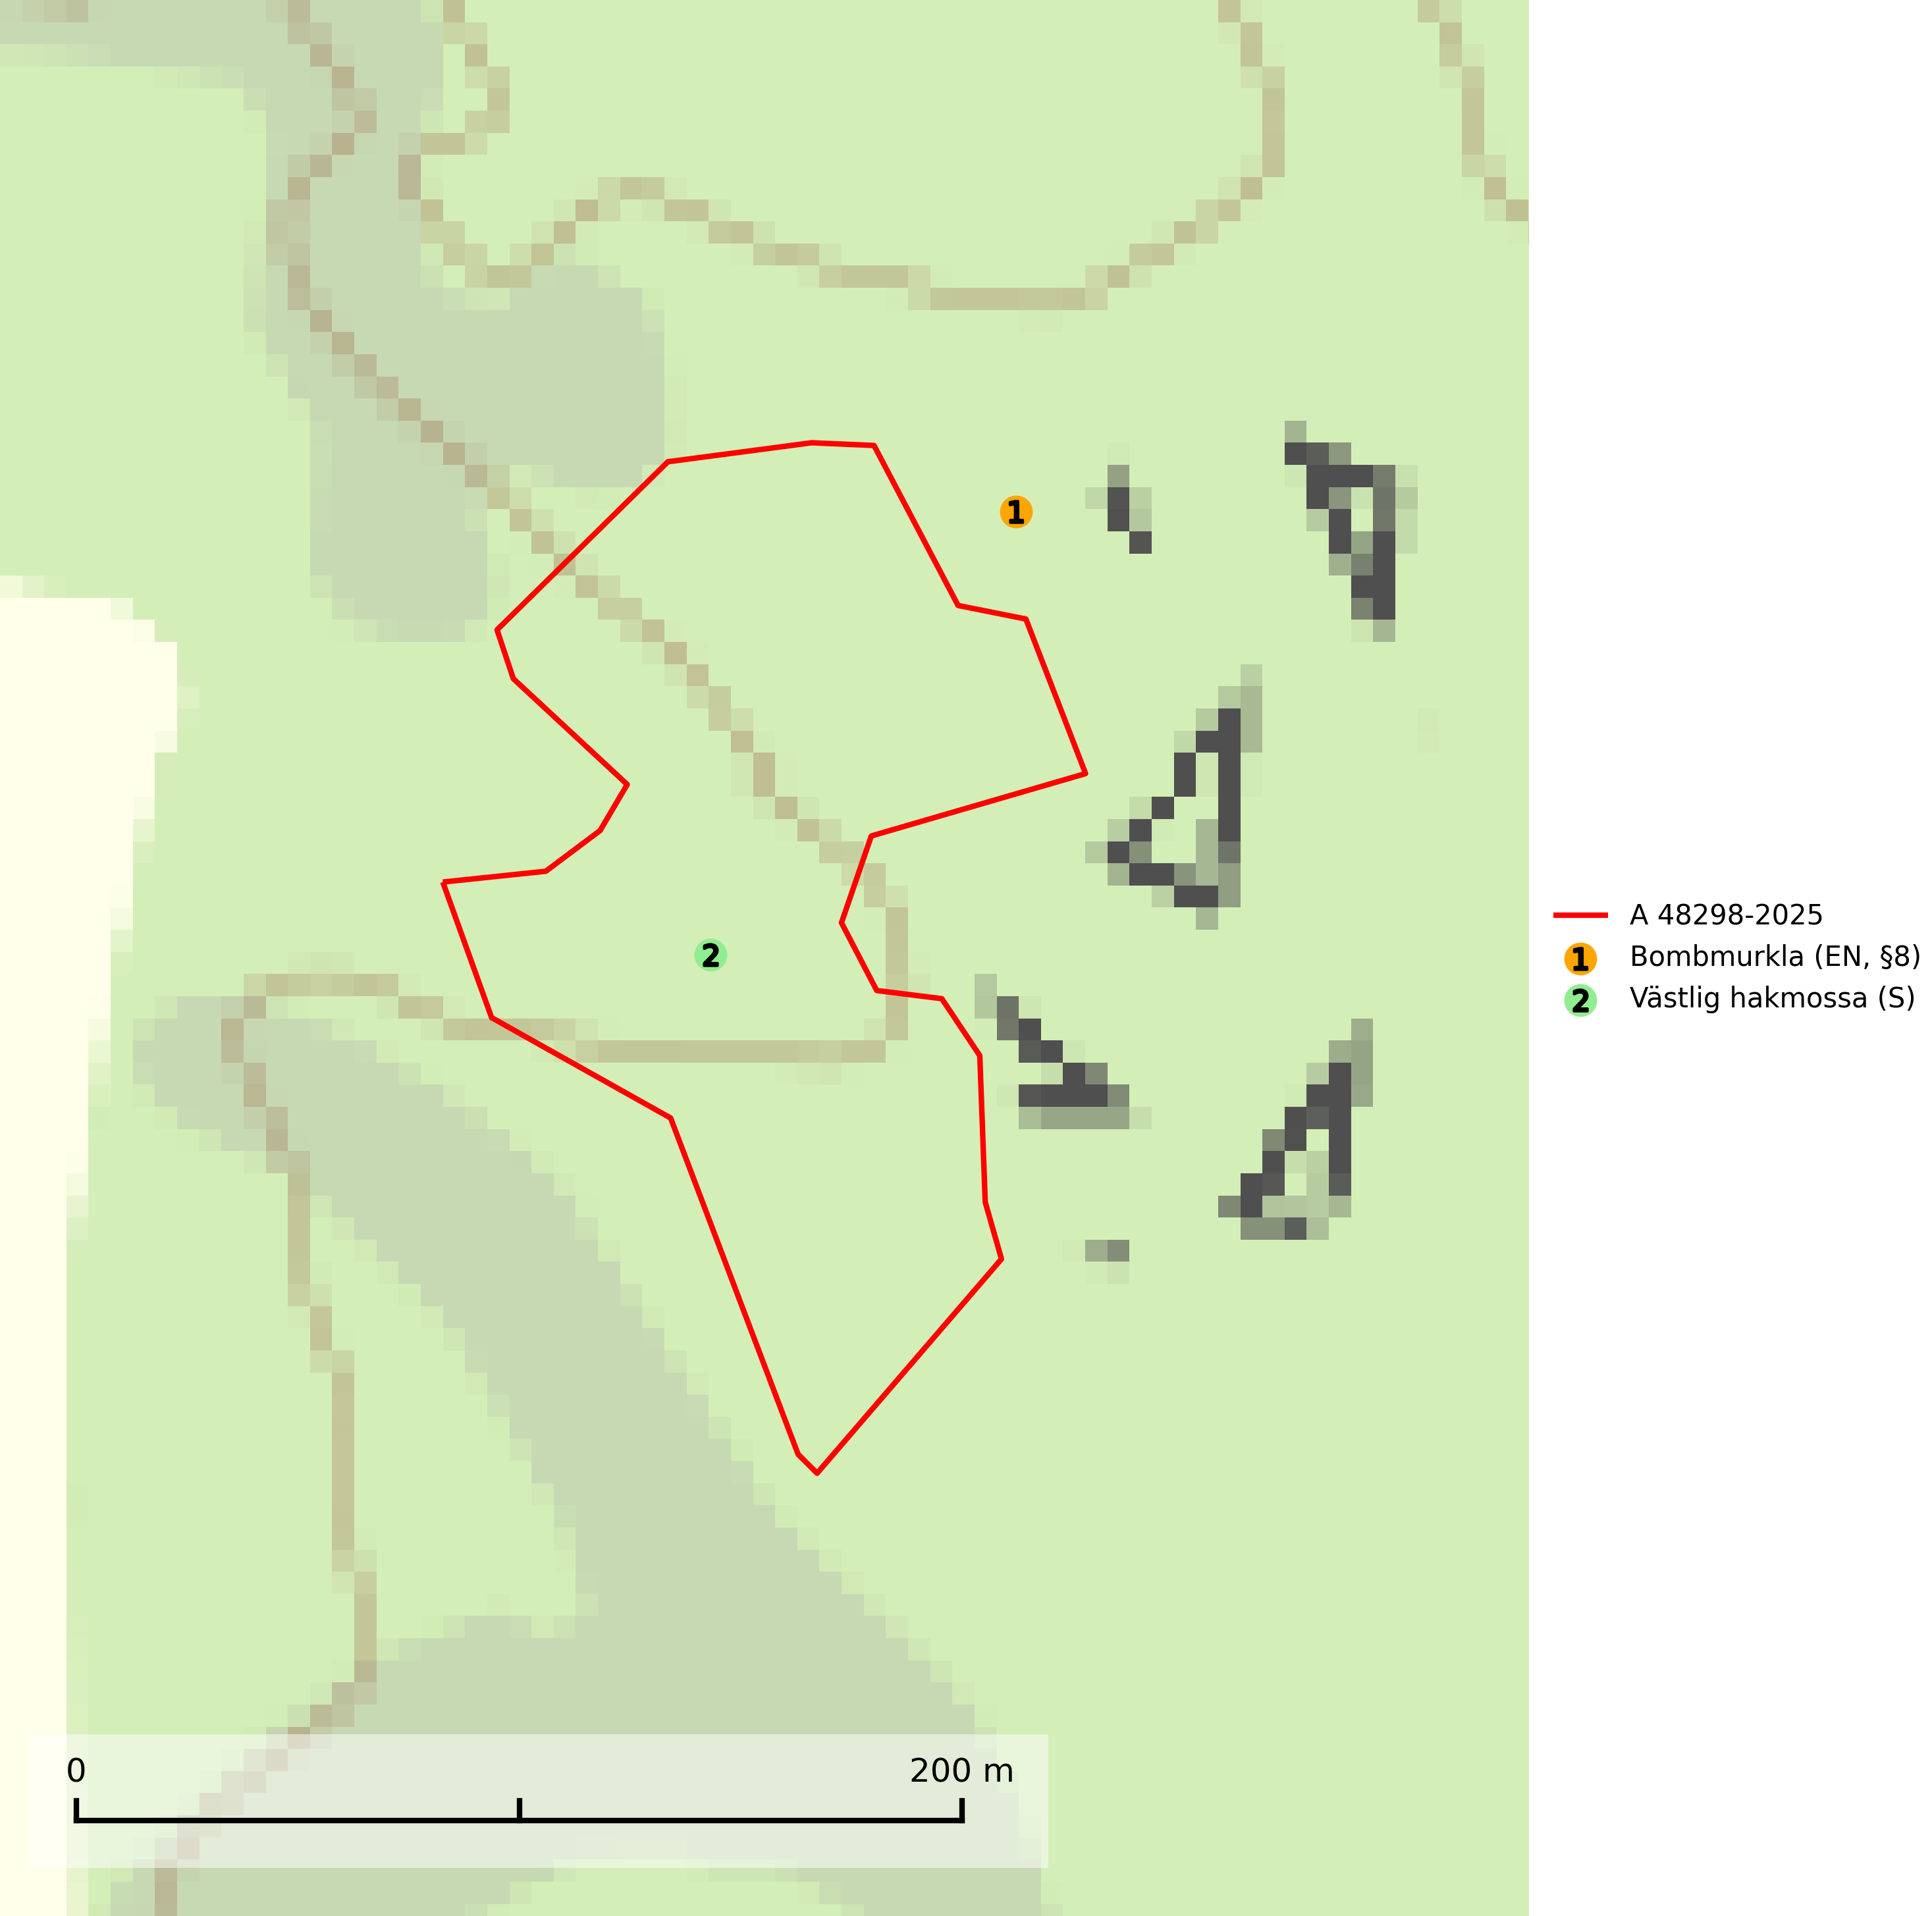 1
2
A 48298-2025
1 Bombmurkla (EN, §8)
2 Västlig hakmossa (S)
0 200 m